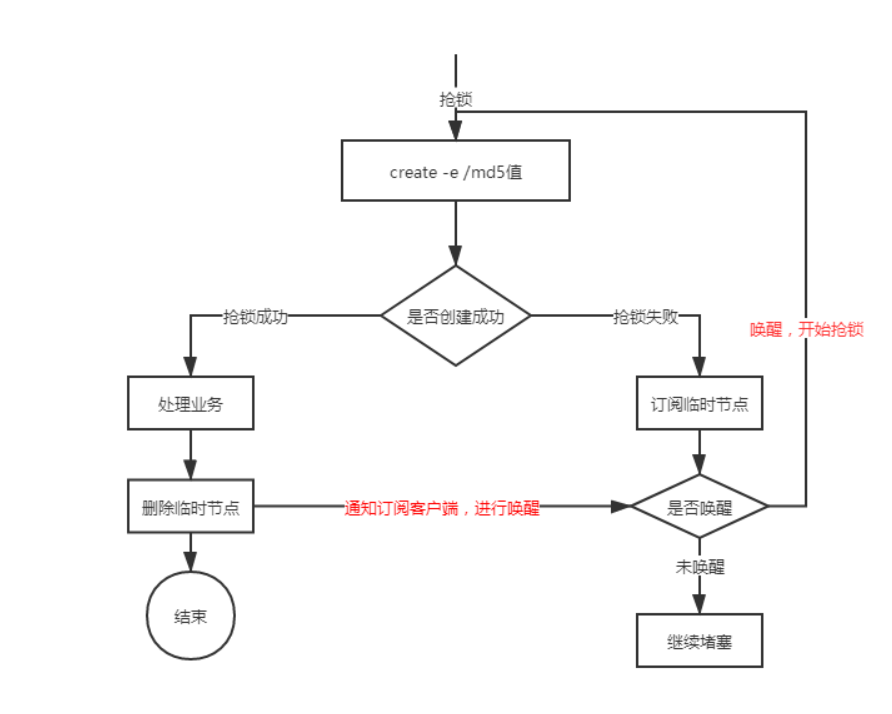 抢锁
create -e /md5值
是否创建成功
抢锁成功
抢锁失败
唤醒，开始抢锁
处理业务
订阅临时节点
删除临时节点
通知订阅客户端，进行唤醒
是否唤醒
未唤醒
结束
继续堵塞